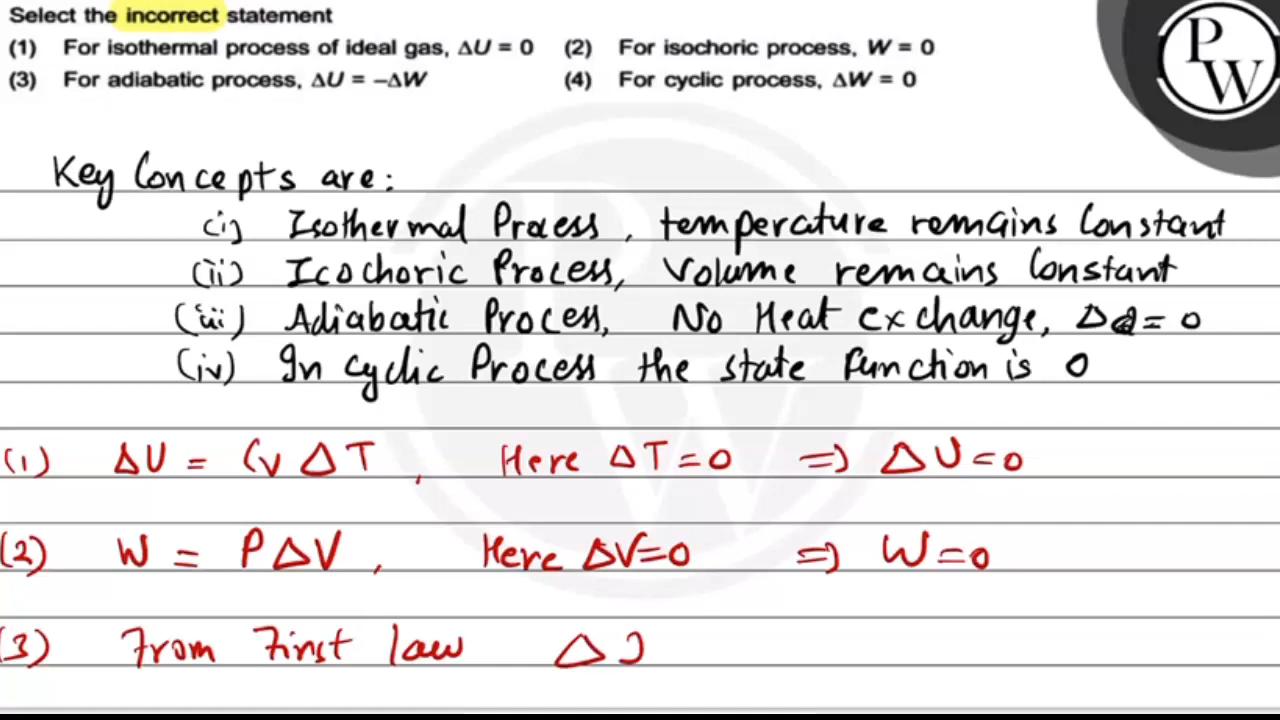 Select the incorrect statement
(1) For isothermal process of ideal gas, ΔU = 0 (2) For isochoric process, W = 0
(3) For adiabatic process, ΔU = –ΔW (4) For cyclic process, ΔW = 0
P
W
Key Concepts are:
(i) Isothermal Process, temperature remains Constant
(ii) Icochoric Process, Volume remains Constant
(iii) Adiabatic Process, No Heat exchange, ΔQ = 0
(iv) In cyclic Process the state function is 0
(1) ΔU = Cv ΔT, Here ΔT = 0 ⇒ ΔU = 0
(2) W = PΔV, Here ΔV = 0 ⇒ W = 0
(3) From First law Δ